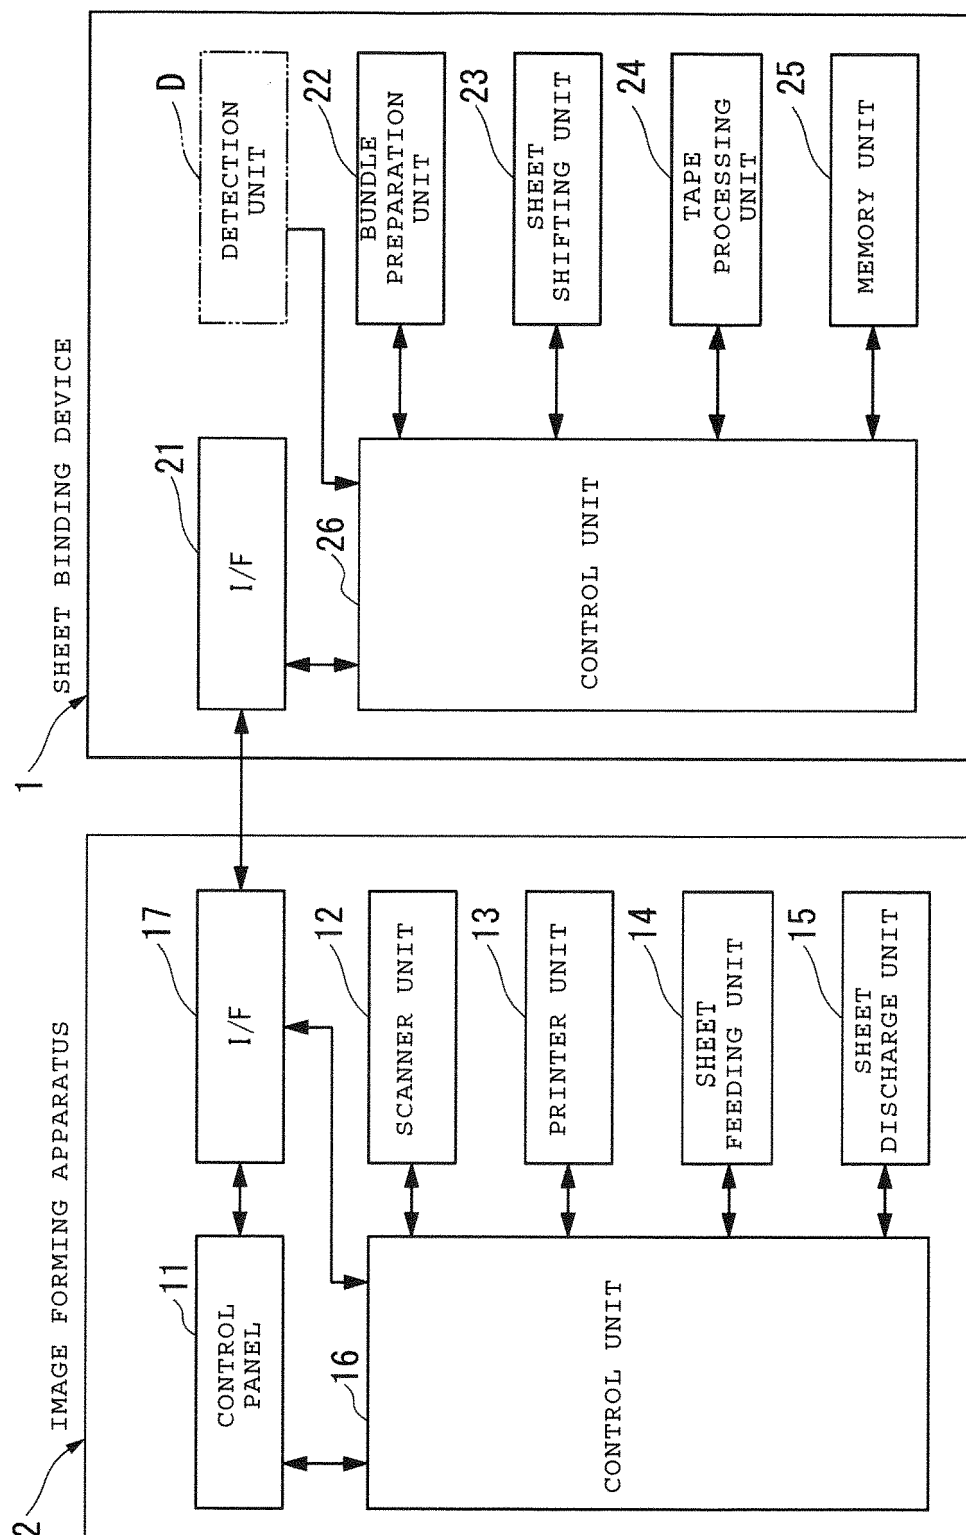 2
IMAGE FORMING APPARATUS
11
CONTROL
PANEL
17
I/F
16
CONTROL UNIT
12
SCANNER UNIT
13
PRINTER UNIT
14
SHEET
FEEDING UNIT
15
SHEET
DISCHARGE UNIT
1
SHEET BINDING DEVICE
21
I/F
D
DETECTION
UNIT
26
CONTROL UNIT
22
BUNDLE
PREPARATION
UNIT
23
SHEET
SHIFTING UNIT
24
TAPE
PROCESSING
UNIT
25
MEMORY UNIT